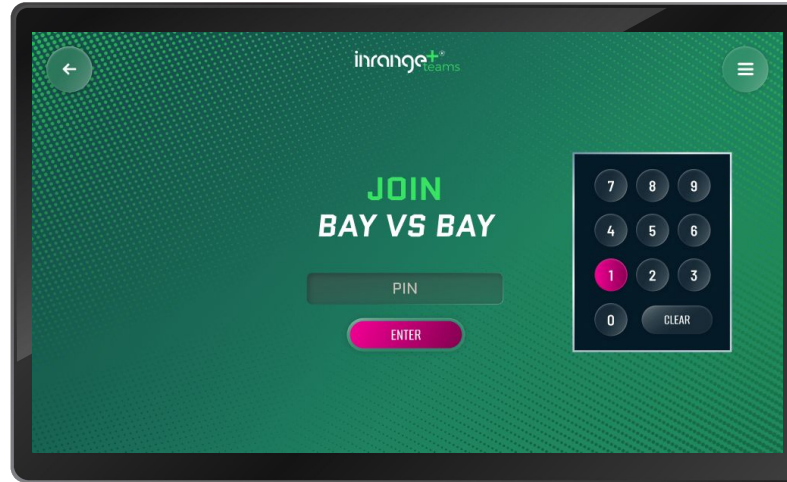 inrange+®
teams
JOIN
BAY VS BAY
PIN
ENTER
7 8 9
4 5 6
1 2 3
0 CLEAR